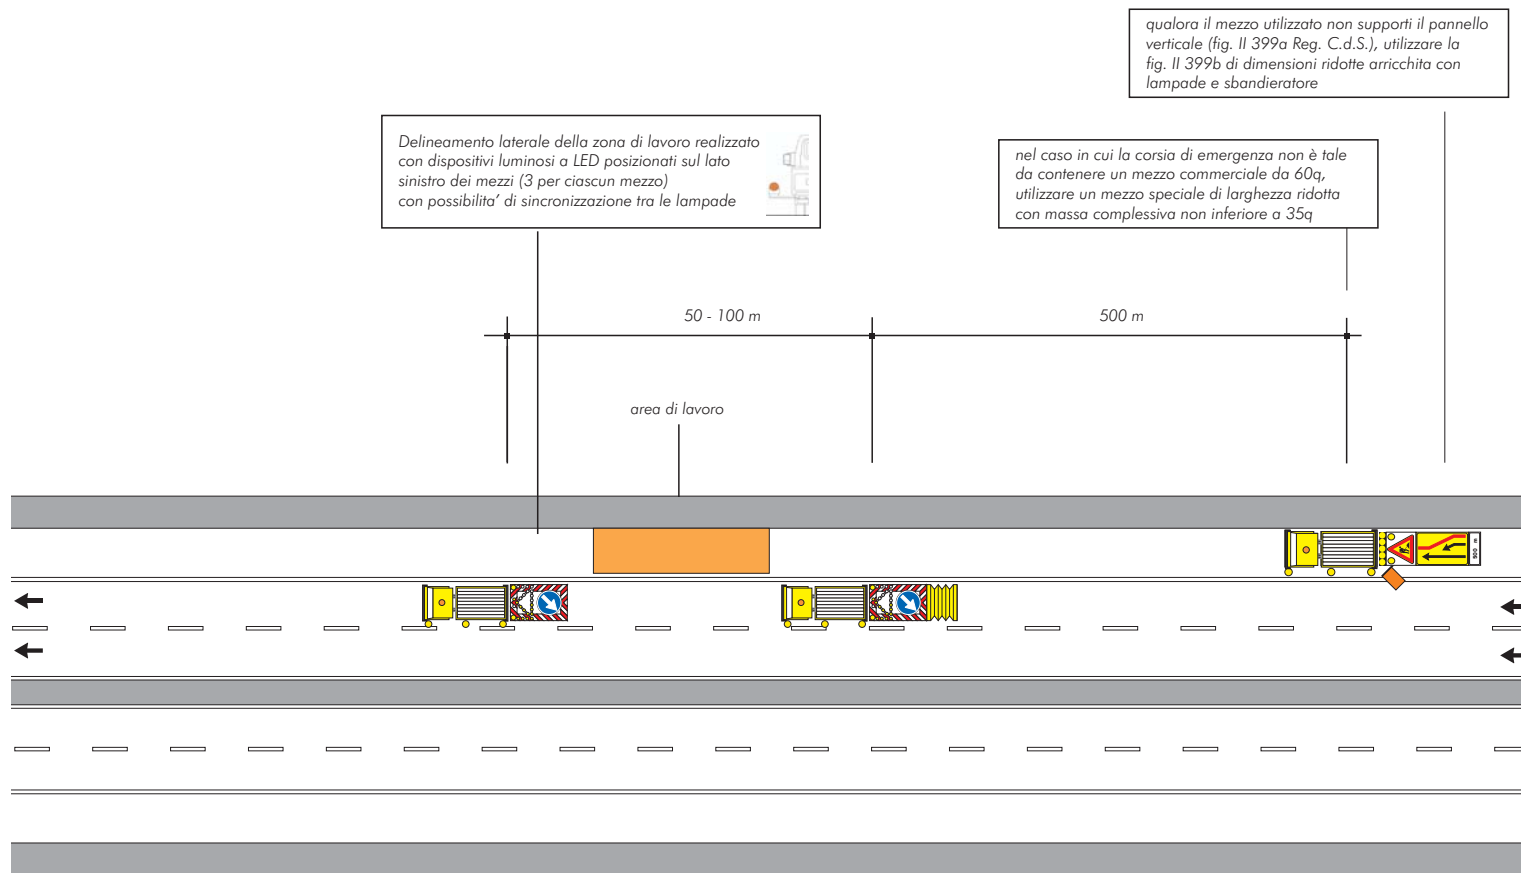 qualora il mezzo utilizzato non supporti il pannello
verticale (fig. II 399a Reg. C.d.S.), utilizzare la
fig. II 399b di dimensioni ridotte arricchita con
lampade e sbandieratore
Delineamento laterale della zona di lavoro realizzato
con dispositivi luminosi a LED posizionati sul lato
sinistro dei mezzi (3 per ciascun mezzo)
con possibilita' di sincronizzazione tra le lampade
nel caso in cui la corsia di emergenza non è tale
da contenere un mezzo commerciale da 60q,
utilizzare un mezzo speciale di larghezza ridotta
con massa complessiva non inferiore a 35q
50 - 100 m
500 m
area di lavoro
500 m